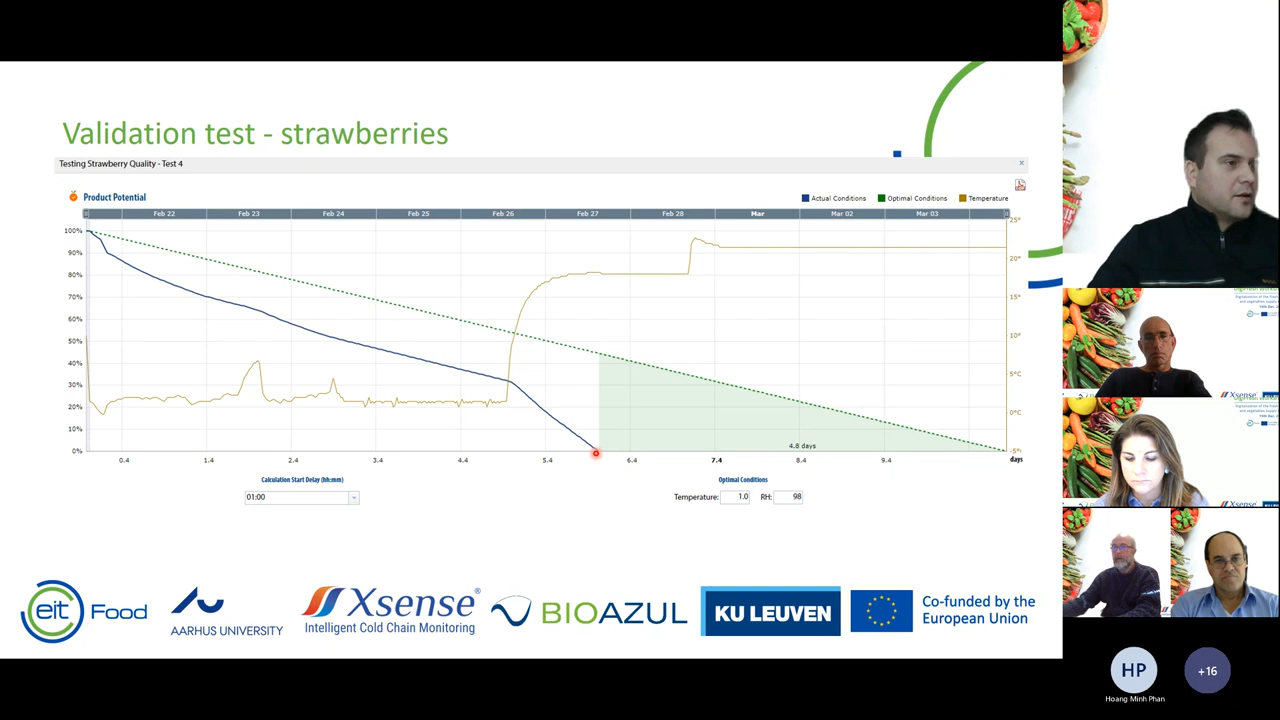 Validation test - strawberries
Testing Strawberry Quality - Test 4
x
Product Potential
Actual Conditions
Optimal Conditions
Temperature
Feb 22
Feb 23
Feb 24
Feb 25
Feb 26
Feb 27
Feb 28
Mar
Mar 02
Mar 03
100%
90%
80%
70%
60%
50%
40%
30%
20%
10%
0%
25°
20°
15°
10°
5°C
0°C
-5°
4.8 days
0.4
1.4
2.4
3.4
4.4
5.4
6.4
7.4
8.4
9.4
days
Calculation Start Delay (hh:mm)
01:00
Optimal Conditions
Temperature: 1.0 RH: 98
eit Food
AARHUS UNIVERSITY
Xsense®
Intelligent Cold Chain Monitoring
BIOAZUL
KU LEUVEN
Co-funded by the
European Union
HP
Hoang Minh Phan
+16